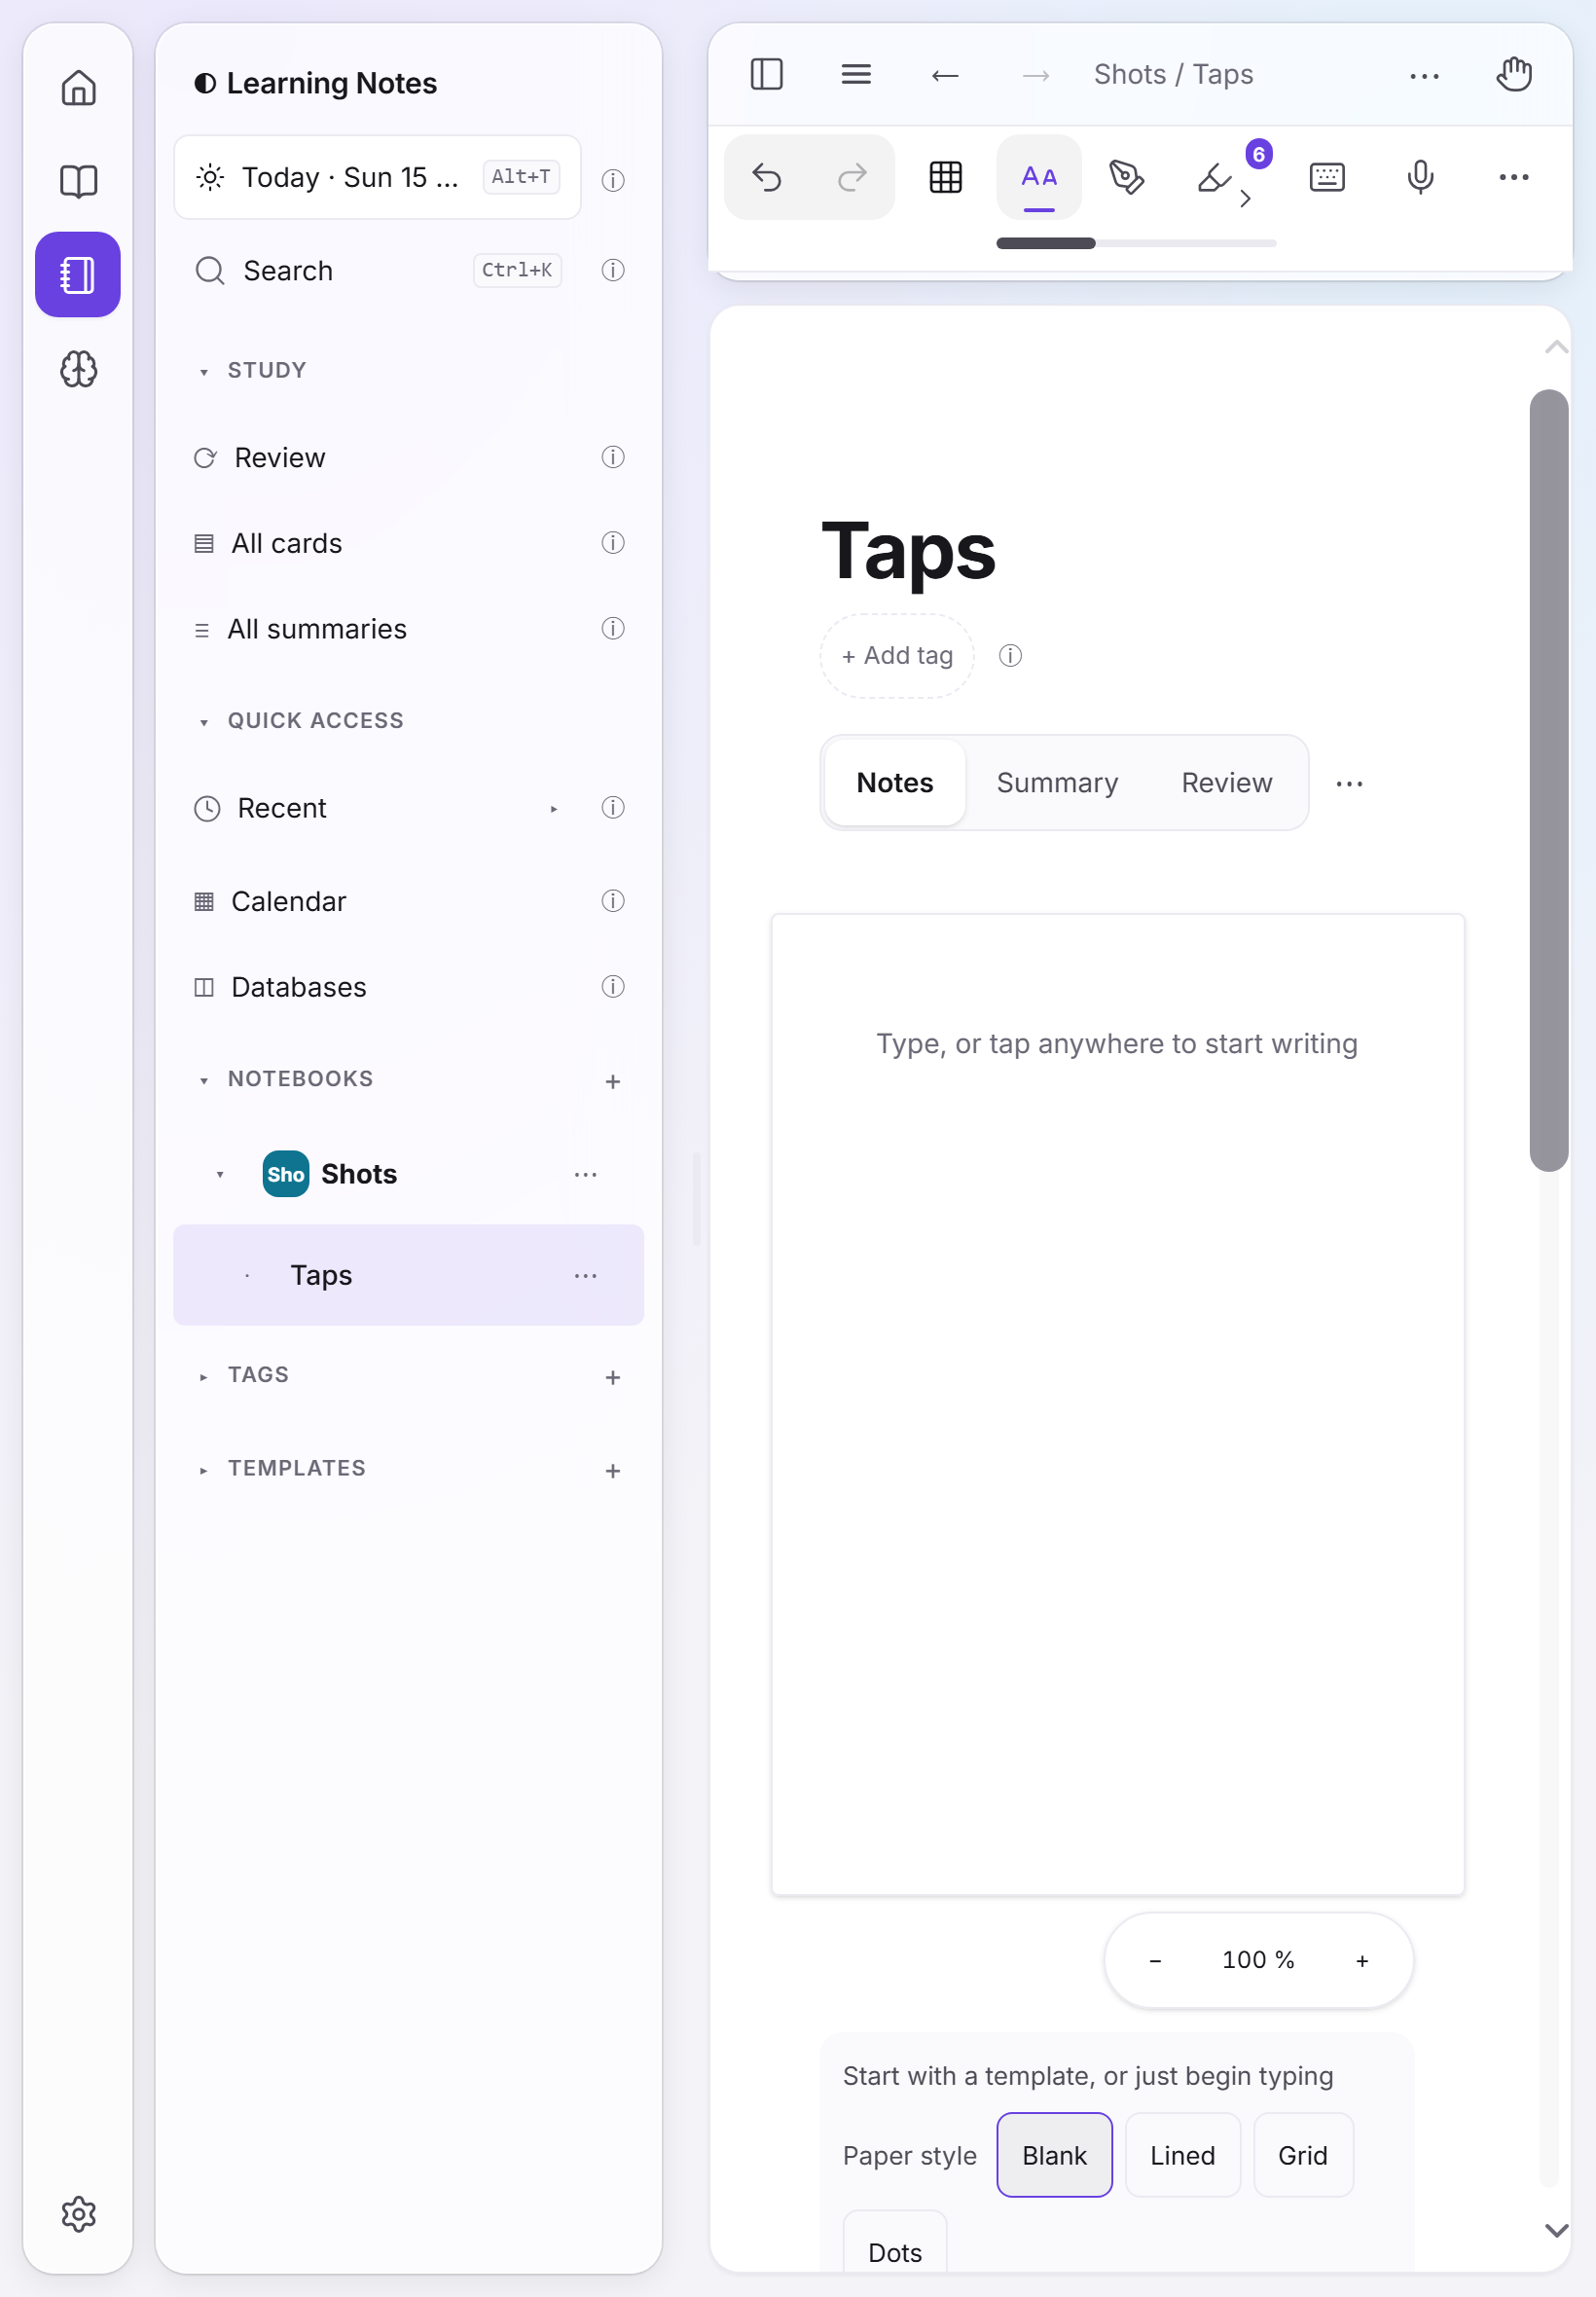 Learning Notes
Today · Sun 15 ... Alt+T
Search Ctrl+K
STUDY
Review
All cards
All summaries
QUICK ACCESS
Recent
Calendar
Databases
NOTEBOOKS
Sho Shots
Taps
TAGS
TEMPLATES
Shots / Taps
6
Taps
+ Add tag
Notes Summary Review
Type, or tap anywhere to start writing
− 100 % +
Start with a template, or just begin typing
Paper style Blank Lined Grid
Dots